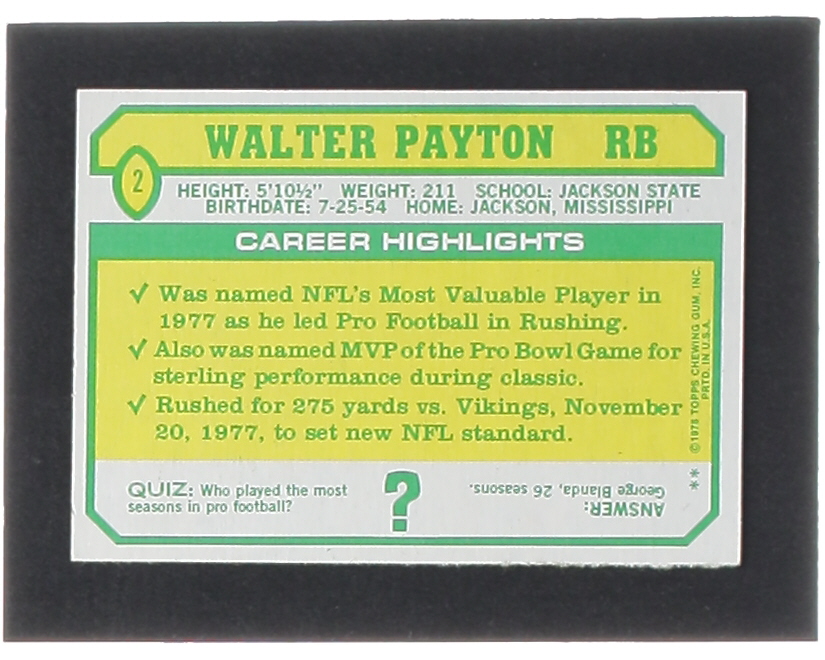 WALTER PAYTON RB
2
HEIGHT: 5'10½" WEIGHT: 211 SCHOOL: JACKSON STATE
BIRTHDATE: 7-25-54 HOME: JACKSON, MISSISSIPPI
CAREER HIGHLIGHTS
✓ Was named NFL's Most Valuable Player in
1977 as he led Pro Football in Rushing.
✓ Also was named MVP of the Pro Bowl Game for
sterling performance during classic.
✓ Rushed for 275 yards vs. Vikings, November
20, 1977, to set new NFL standard.
© 1978 TOPPS CHEWING GUM, INC.
PRTD. IN U.S.A.
**
QUIZ: Who played the most
seasons in pro football?
?
ANSWER:
George Blanda, 26 seasons.